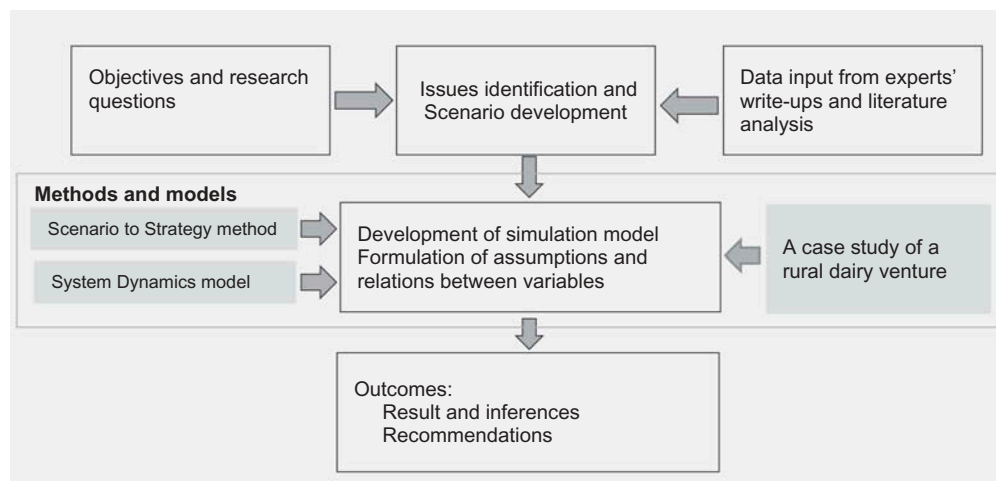 Objectives and research
questions
Issues identification and
Scenario development
Data input from experts’
write-ups and literature
analysis
Methods and models
Scenario to Strategy method
System Dynamics model
Development of simulation model
Formulation of assumptions and
relations between variables
A case study of a
rural dairy venture
Outcomes:
Result and inferences
Recommendations